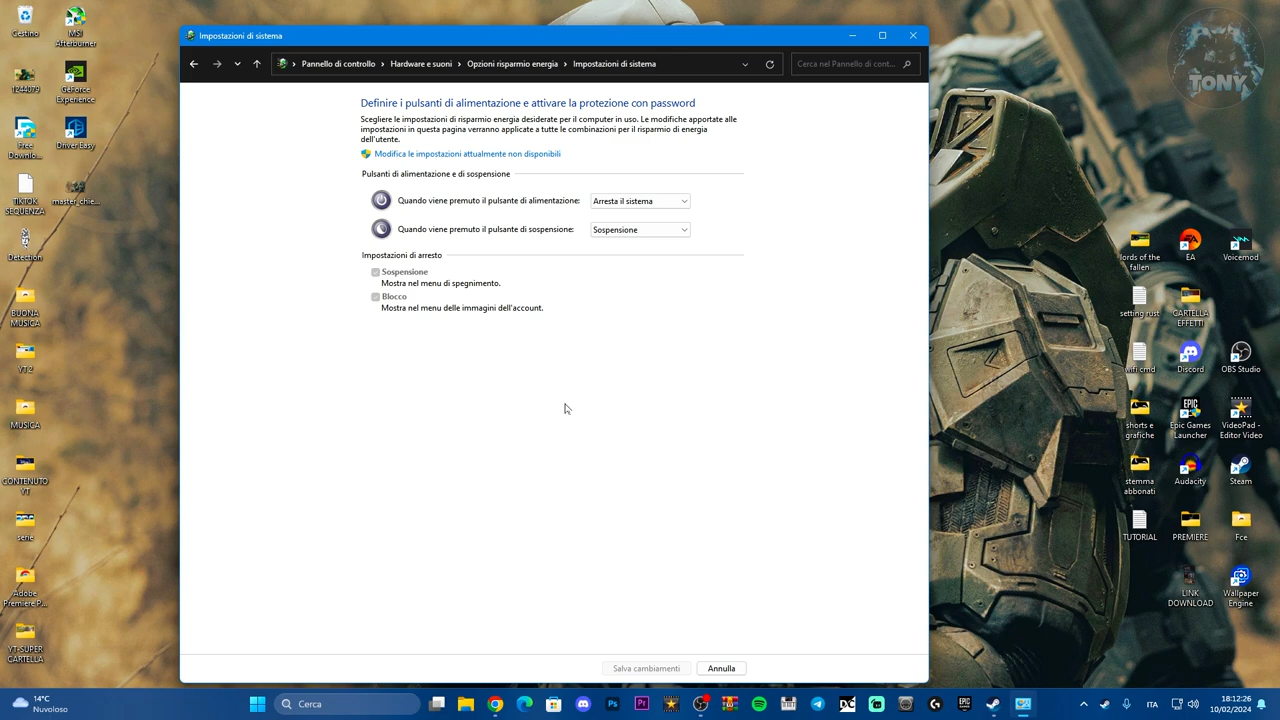 Cestino
MSI
Afterburner
1244079
GeForce
Experience
Free
Downlo...
Driver Easy
TIKTOK
SEQUENZA
master_chie...
Detection
BUONA
MUSICA
YT2
MUSICA
CONTENUTO
YT
serie
Adobe
Premiere P...
YT-SUPER
CARTELLA
Impostazioni di sistema
Pannello di controllo
Hardware e suoni
Opzioni risparmio energia
Impostazioni di sistema
Cerca nel Pannello di cont...
Definire i pulsanti di alimentazione e attivare la protezione con password
Scegliere le impostazioni di risparmio energia desiderate per il computer in uso. Le modifiche apportate alle
impostazioni in questa pagina verranno applicate a tutte le combinazioni per il risparmio di energia
dell'utente.
Modifica le impostazioni attualmente non disponibili
Pulsanti di alimentazione e di sospensione
Quando viene premuto il pulsante di alimentazione:
Arresta il sistema
Quando viene premuto il pulsante di sospensione:
Sospensione
Impostazioni di arresto
Sospensione
Mostra nel menu di spegnimento.
Blocco
Mostra nel menu delle immagini dell'account.
Salva cambiamenti
Annulla
TONY
lords of the
fallen
EA
Voicemod
setting rust
CARTELLA
EFFETTI
wifi cmd
Discord
OBS Studio
shorts e
grafiche
Epic Games
Launcher
VideoPad -
Editor Video
stemma
abbonati
Audacity
Steam
TUTORIAL
PREMIERE
Fce
LINK
DOWNLOAD
Wallpaper
Engine
14°C
Nuvoloso
Cerca
Ps
Pr
ITA
18:12:26
10/02/2024